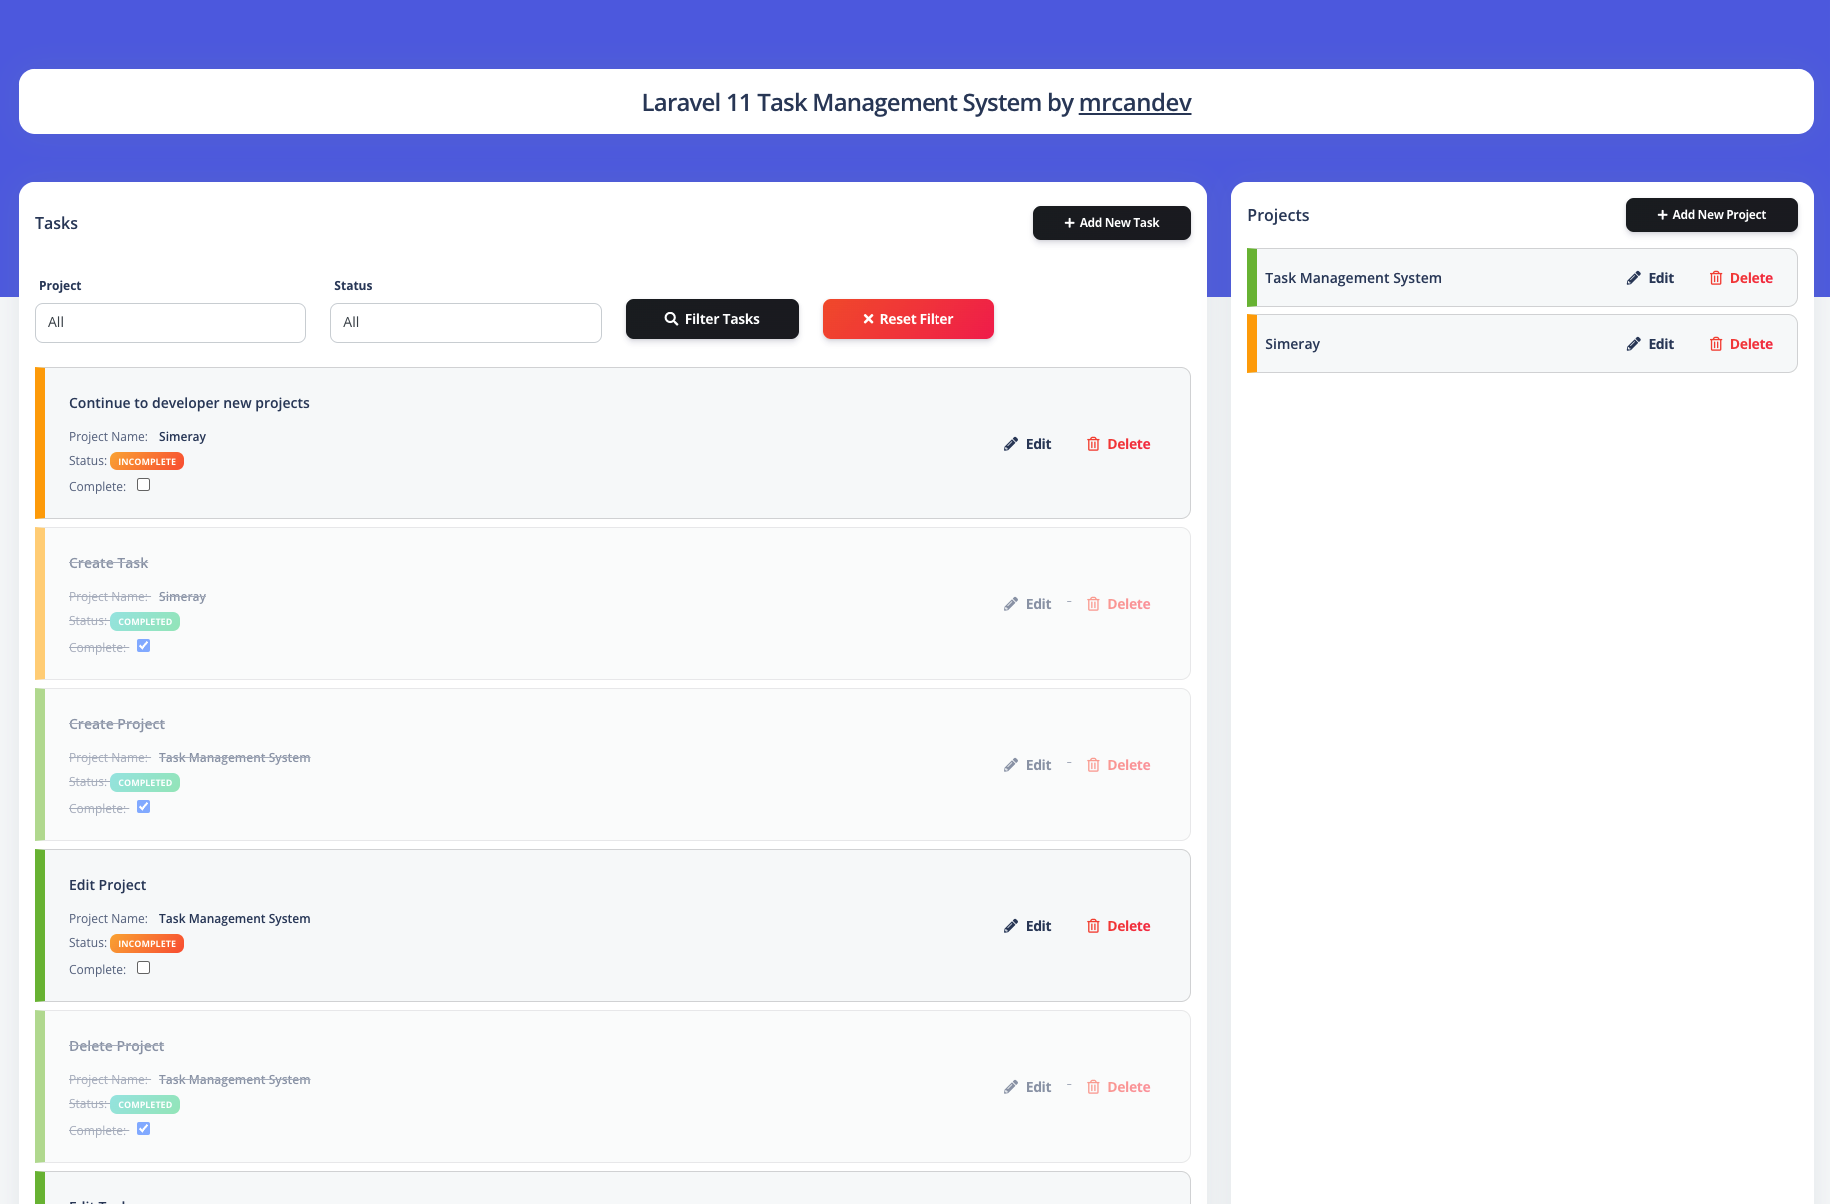 Laravel 11 Task Management System by mrcandev
Tasks
+ Add New Task
Project
Status
All
All
Filter Tasks
Reset Filter
Continue to developer new projects
Project Name: Simeray
Status: INCOMPLETE
Complete:
Edit
Delete
Create Task
Project Name: Simeray
Status: COMPLETED
Complete:
Edit - Delete
Create Project
Project Name: Task Management System
Status: COMPLETED
Complete:
Edit - Delete
Edit Project
Project Name: Task Management System
Status: INCOMPLETE
Complete:
Edit
Delete
Delete Project
Project Name: Task Management System
Status: COMPLETED
Complete:
Edit - Delete
Projects
+ Add New Project
Task Management System
Edit
Delete
Simeray
Edit
Delete